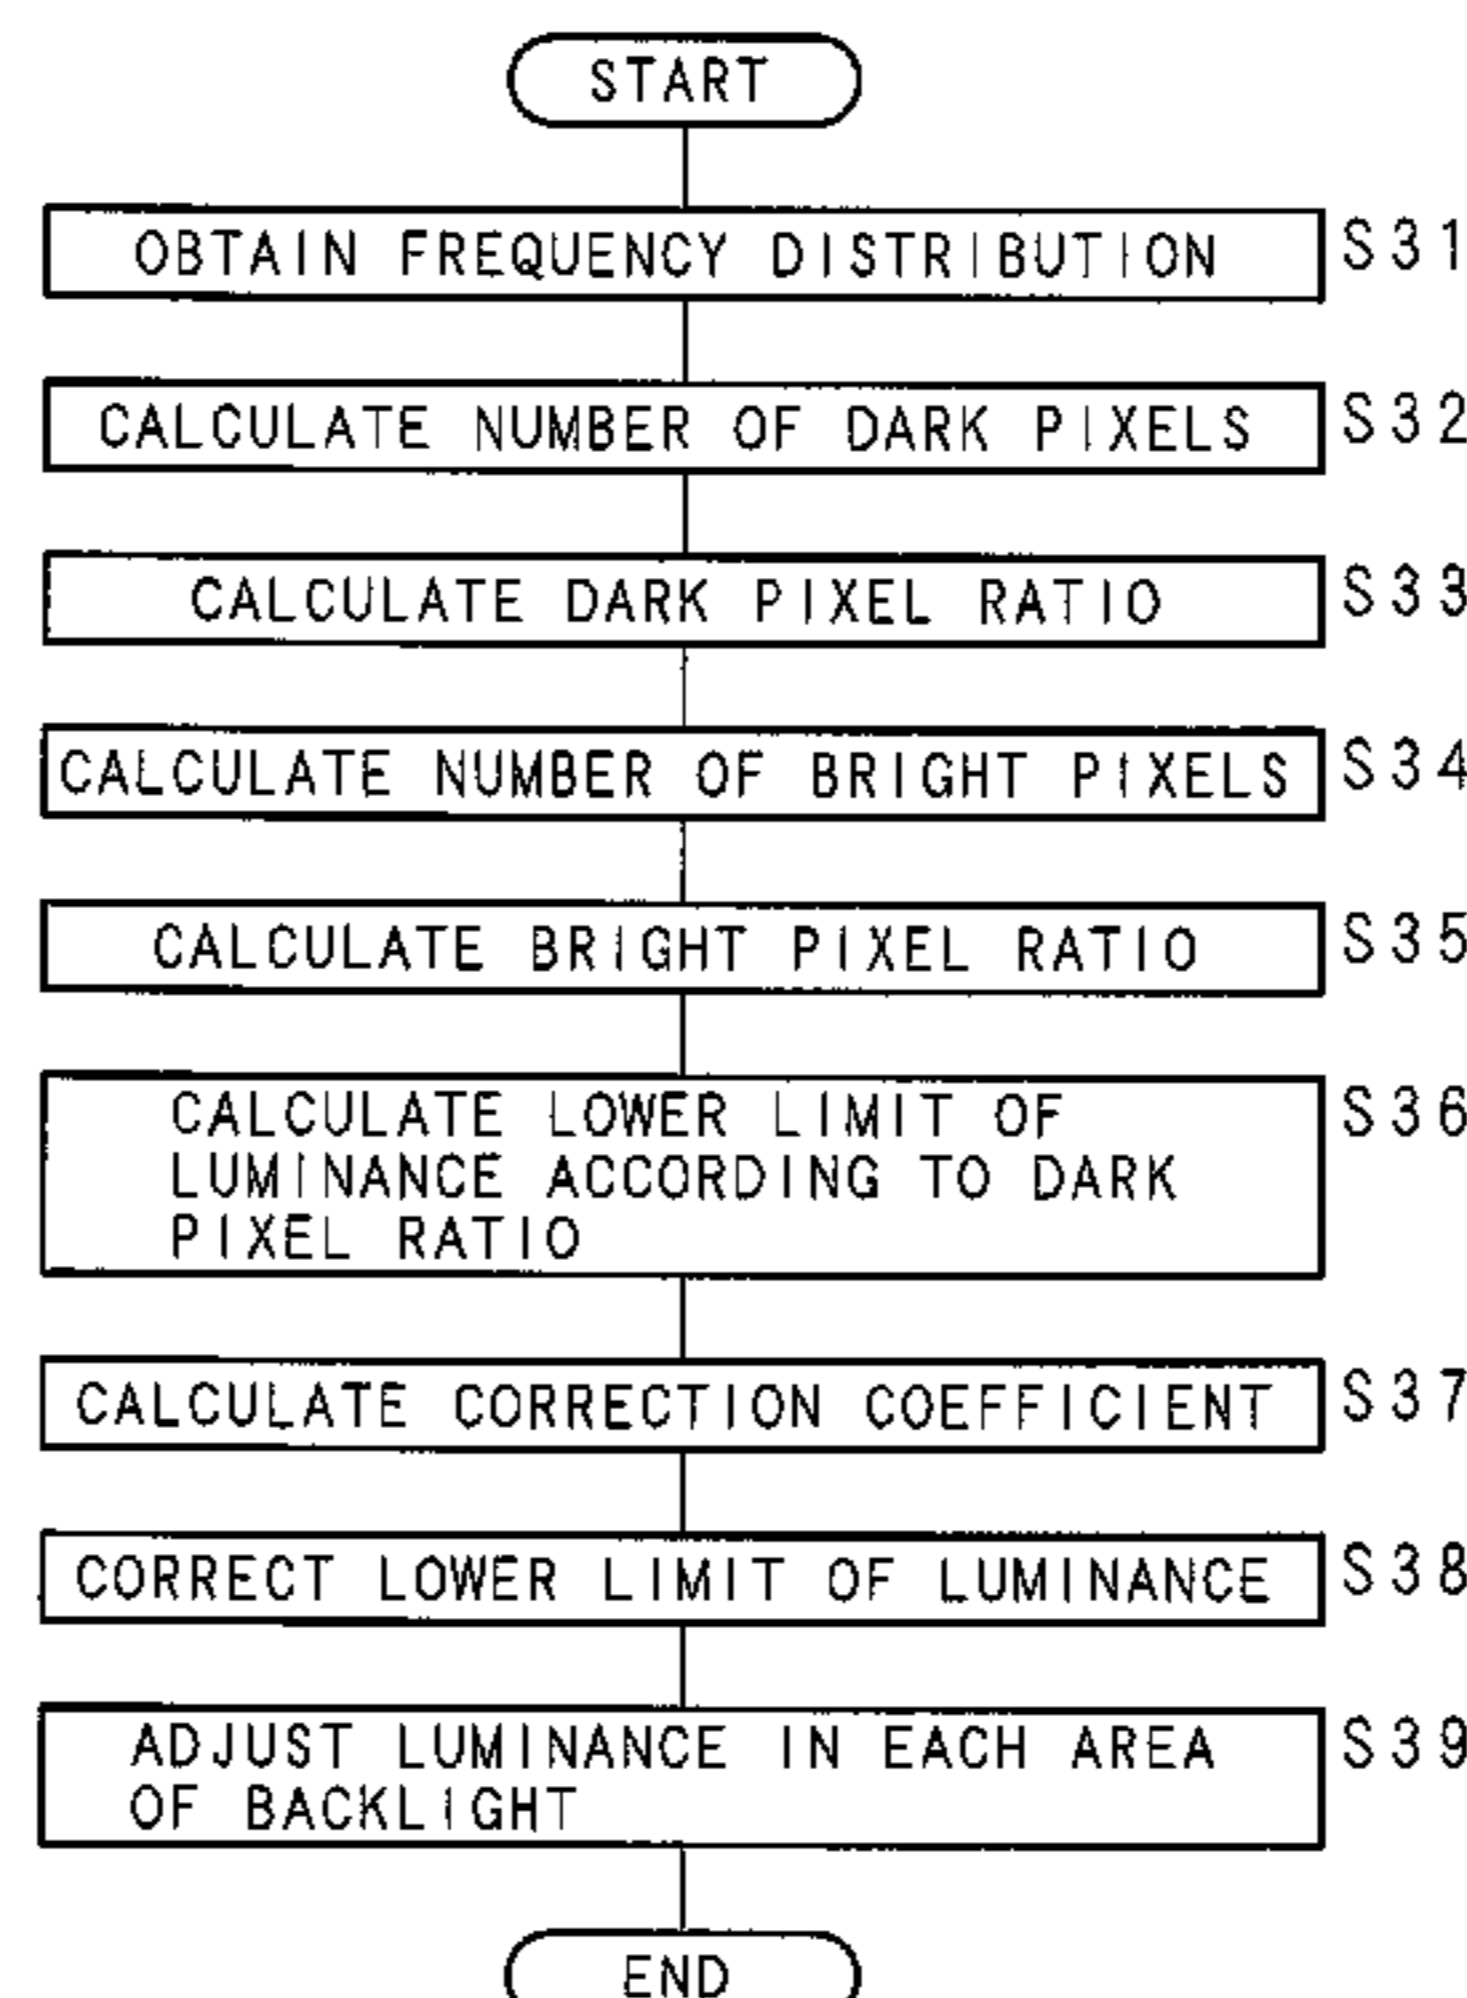 START
OBTAIN FREQUENCY DISTRIBUTION S31
CALCULATE NUMBER OF DARK PIXELS S32
CALCULATE DARK PIXEL RATIO S33
CALCULATE NUMBER OF BRIGHT PIXELS S34
CALCULATE BRIGHT PIXEL RATIO S35
CALCULATE LOWER LIMIT OF S36
LUMINANCE ACCORDING TO DARK
PIXEL RATIO
CALCULATE CORRECTION COEFFICIENT S37
CORRECT LOWER LIMIT OF LUMINANCE S38
ADJUST LUMINANCE IN EACH AREA S39
OF BACKLIGHT
END